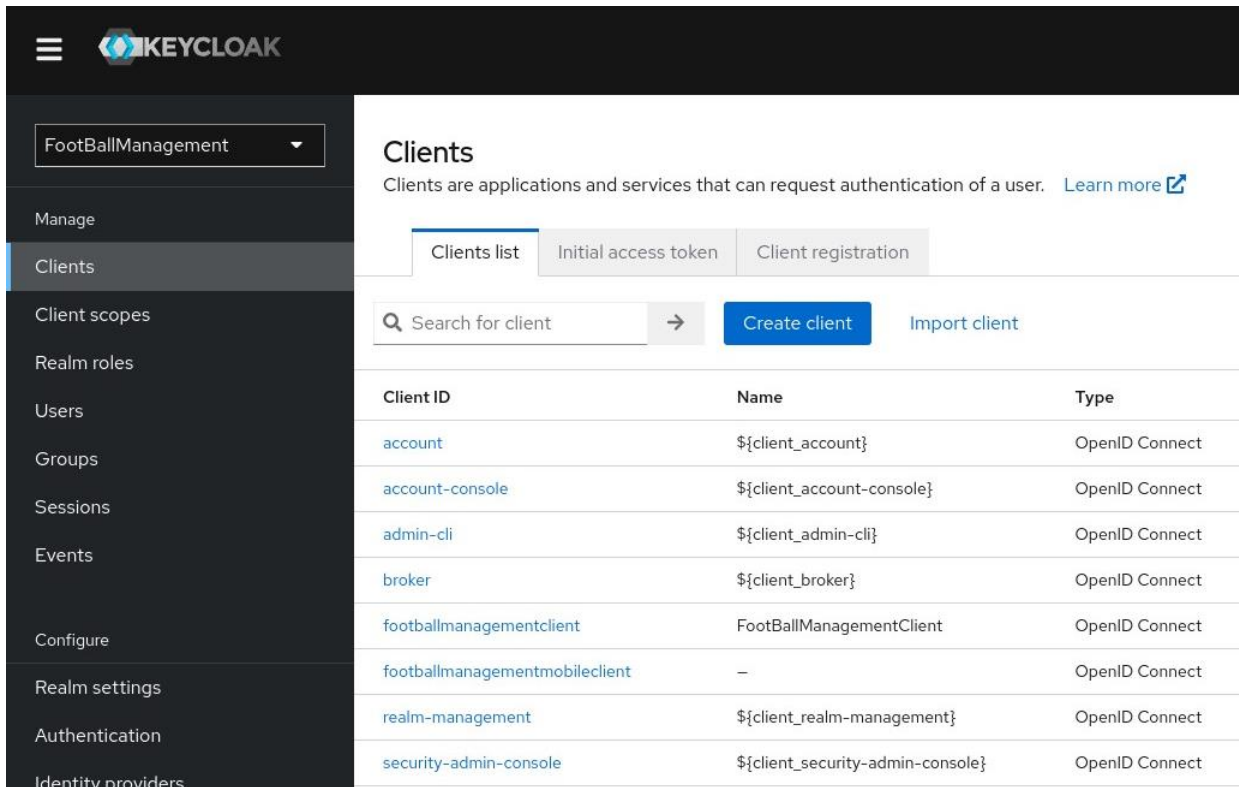 KEYCLOAK
FootBallManagement
Manage
Clients
Client scopes
Realm roles
Users
Groups
Sessions
Events
Configure
Realm settings
Authentication
Identity providers
Clients
Clients are applications and services that can request authentication of a user. Learn more
Clients list Initial access token Client registration
Search for client Create client Import client
Client ID Name Type
account ${client_account} OpenID Connect
account-console ${client_account-console} OpenID Connect
admin-cli ${client_admin-cli} OpenID Connect
broker ${client_broker} OpenID Connect
footballmanagementclient FootBallManagementClient OpenID Connect
footballmanagementmobileclient – OpenID Connect
realm-management ${client_realm-management} OpenID Connect
security-admin-console ${client_security-admin-console} OpenID Connect